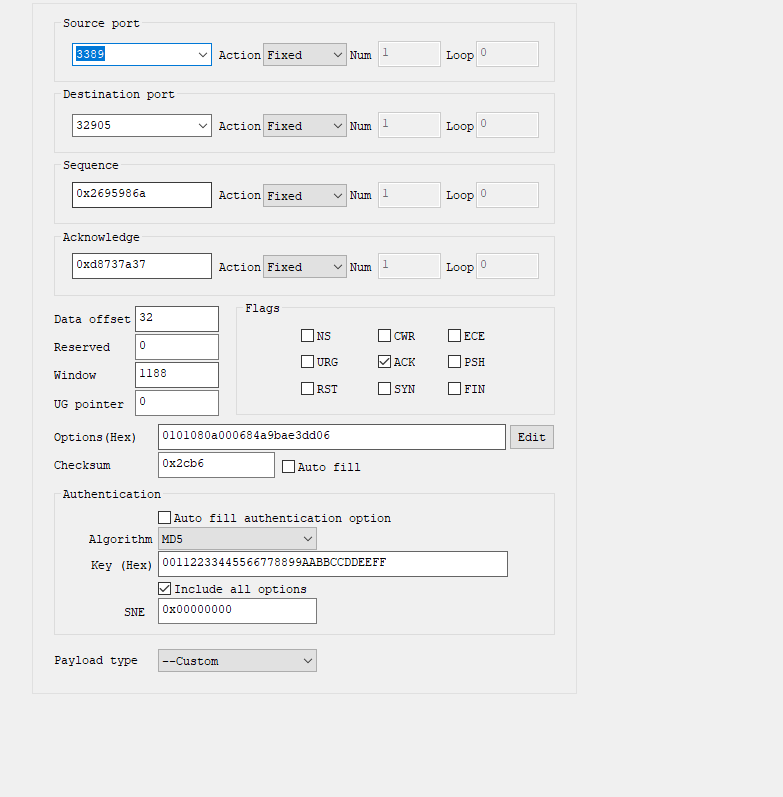 Source port
3389 Action Fixed Num 1 Loop 0
Destination port
32905 Action Fixed Num 1 Loop 0
Sequence
0x2695986a Action Fixed Num 1 Loop 0
Acknowledge
0xd8737a37 Action Fixed Num 1 Loop 0
Data offset 32
Reserved 0
Window 1188
UG pointer 0
Flags
NS CWR ECE
URG ACK PSH
RST SYN FIN
Options(Hex) 0101080a000684a9bae3dd06 Edit
Checksum 0x2cb6 Auto fill
Authentication
Auto fill authentication option
Algorithm MD5
Key (Hex) 00112233445566778899AABBCCDDEEFF
Include all options
SNE 0x00000000
Payload type --Custom